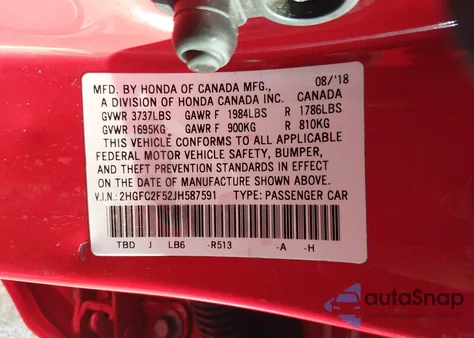 MFD. BY HONDA OF CANADA MFG., 08/'18
A DIVISION OF HONDA CANADA INC. CANADA
GVWR 3737LBS GAWR F 1984LBS R 1786LBS
GVWR 1695KG GAWR F 900KG R 810KG
THIS VEHICLE CONFORMS TO ALL APPLICABLE
FEDERAL MOTOR VEHICLE SAFETY, BUMPER,
AND THEFT PREVENTION STANDARDS IN EFFECT
ON THE DATE OF MANUFACTURE SHOWN ABOVE.
V.I.N.: 2HGFC2F52JH587591 TYPE: PASSENGER CAR
TBD J LB6 -R513 -A -H
autoSnap